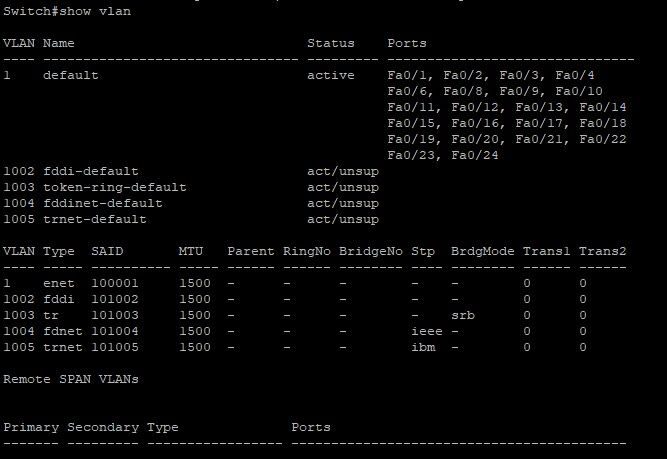 Switch#show vlan
VLAN Name                             Status    Ports
---- -------------------------------- --------- -------------------------------
1    default                          active    Fa0/1, Fa0/2, Fa0/3, Fa0/4
                                                Fa0/6, Fa0/8, Fa0/9, Fa0/10
                                                Fa0/11, Fa0/12, Fa0/13, Fa0/14
                                                Fa0/15, Fa0/16, Fa0/17, Fa0/18
                                                Fa0/19, Fa0/20, Fa0/21, Fa0/22
                                                Fa0/23, Fa0/24
1002 fddi-default                     act/unsup
1003 token-ring-default               act/unsup
1004 fddinet-default                  act/unsup
1005 trnet-default                    act/unsup
VLAN Type  SAID       MTU   Parent RingNo BridgeNo Stp  BrdgMode Trans1 Trans2
---- ----- ---------- ----- ------ ------ -------- ---- -------- ------ ------
1    enet  100001     1500  -      -      -        -    -        0      0
1002 fddi  101002     1500  -      -      -        -    -        0      0
1003 tr    101003     1500  -      -      -        -    srb      0      0
1004 fdnet 101004     1500  -      -      -        ieee -        0      0
1005 trnet 101005     1500  -      -      -        ibm  -        0      0
Remote SPAN VLANs
Primary Secondary Type              Ports
------- --------- ----------------- ------------------------------------------